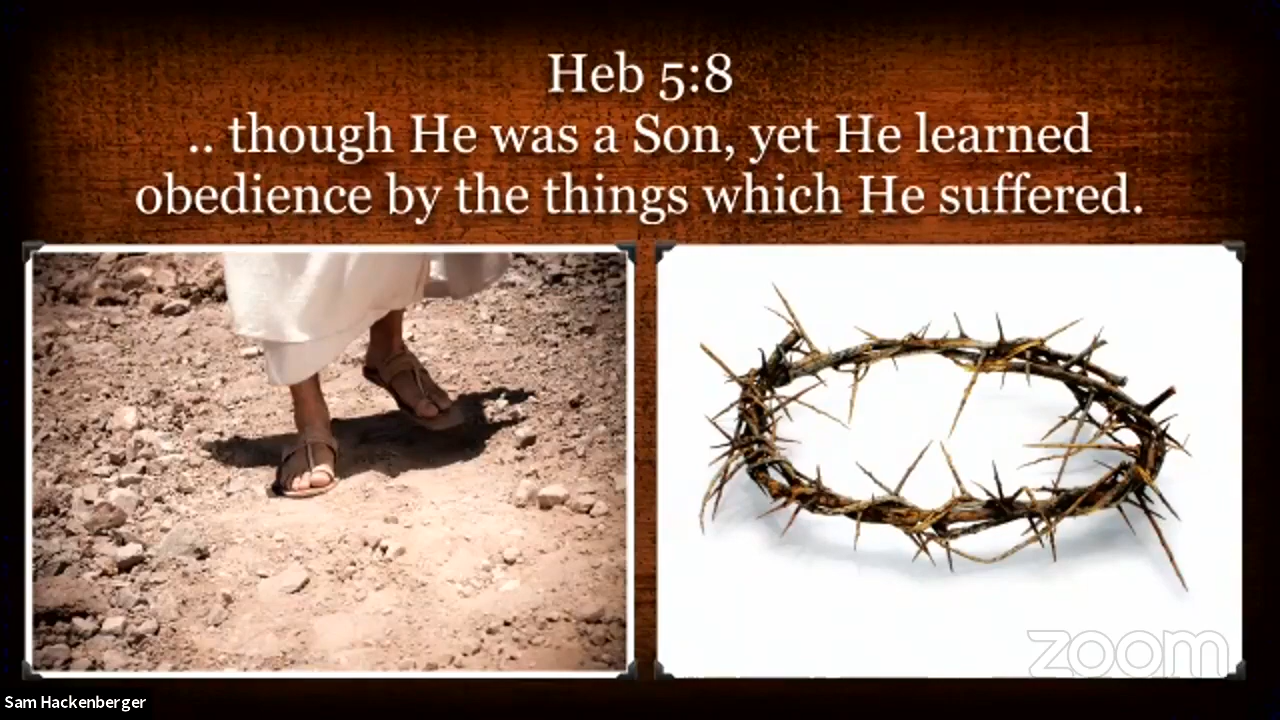 Heb 5:8
.. though He was a Son, yet He learned
obedience by the things which He suffered.
zoom
Sam Hackenberger